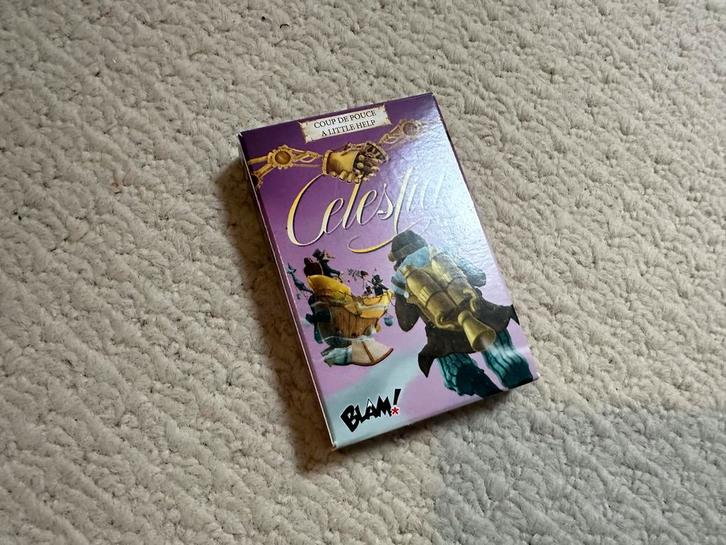 COUP DE POUCE
A LITTLE HELP
Celestia
BLAM!